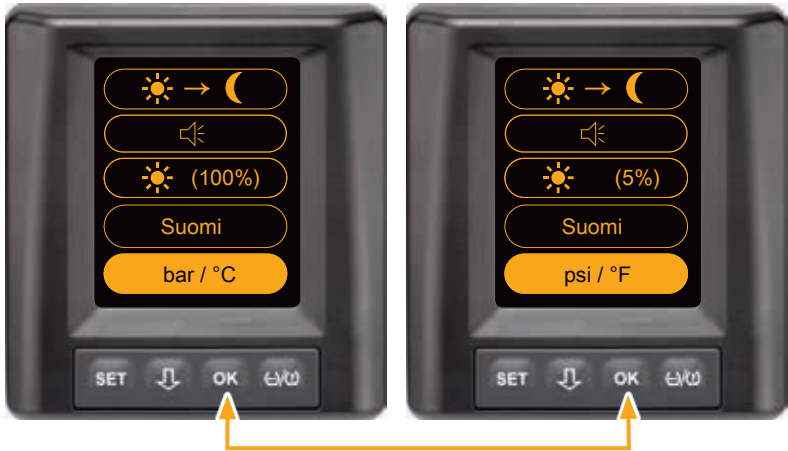 (100%)
Suomi
bar / °C
SET
OK
(5%)
Suomi
psi / °F
SET
OK